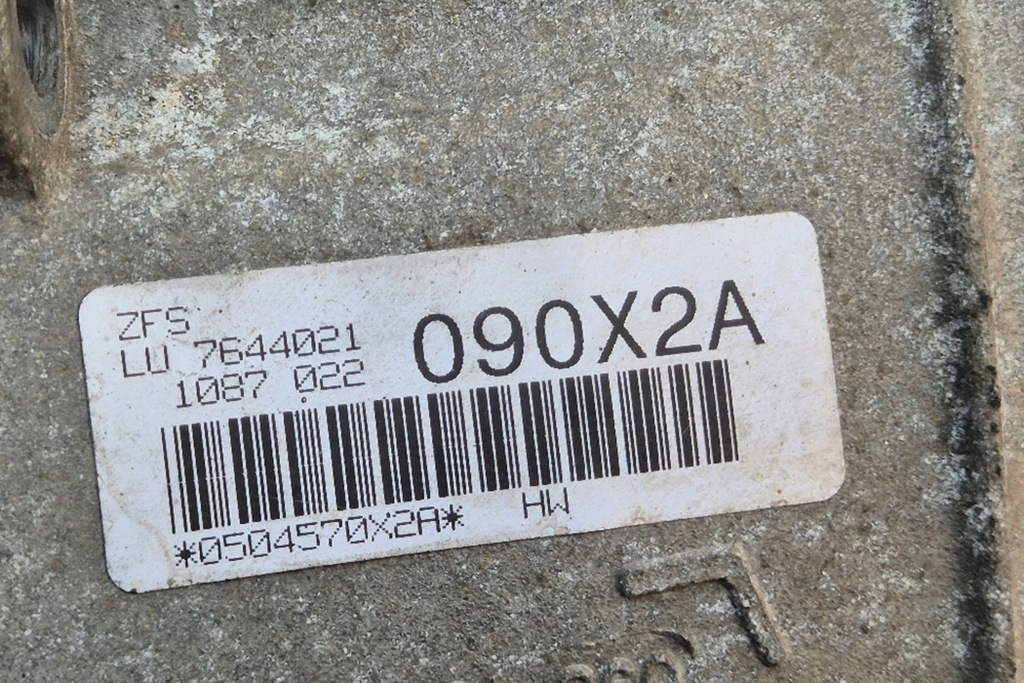 ZFS
LU 7644021
1087 022
090X2A
*0504570X2A*
HW